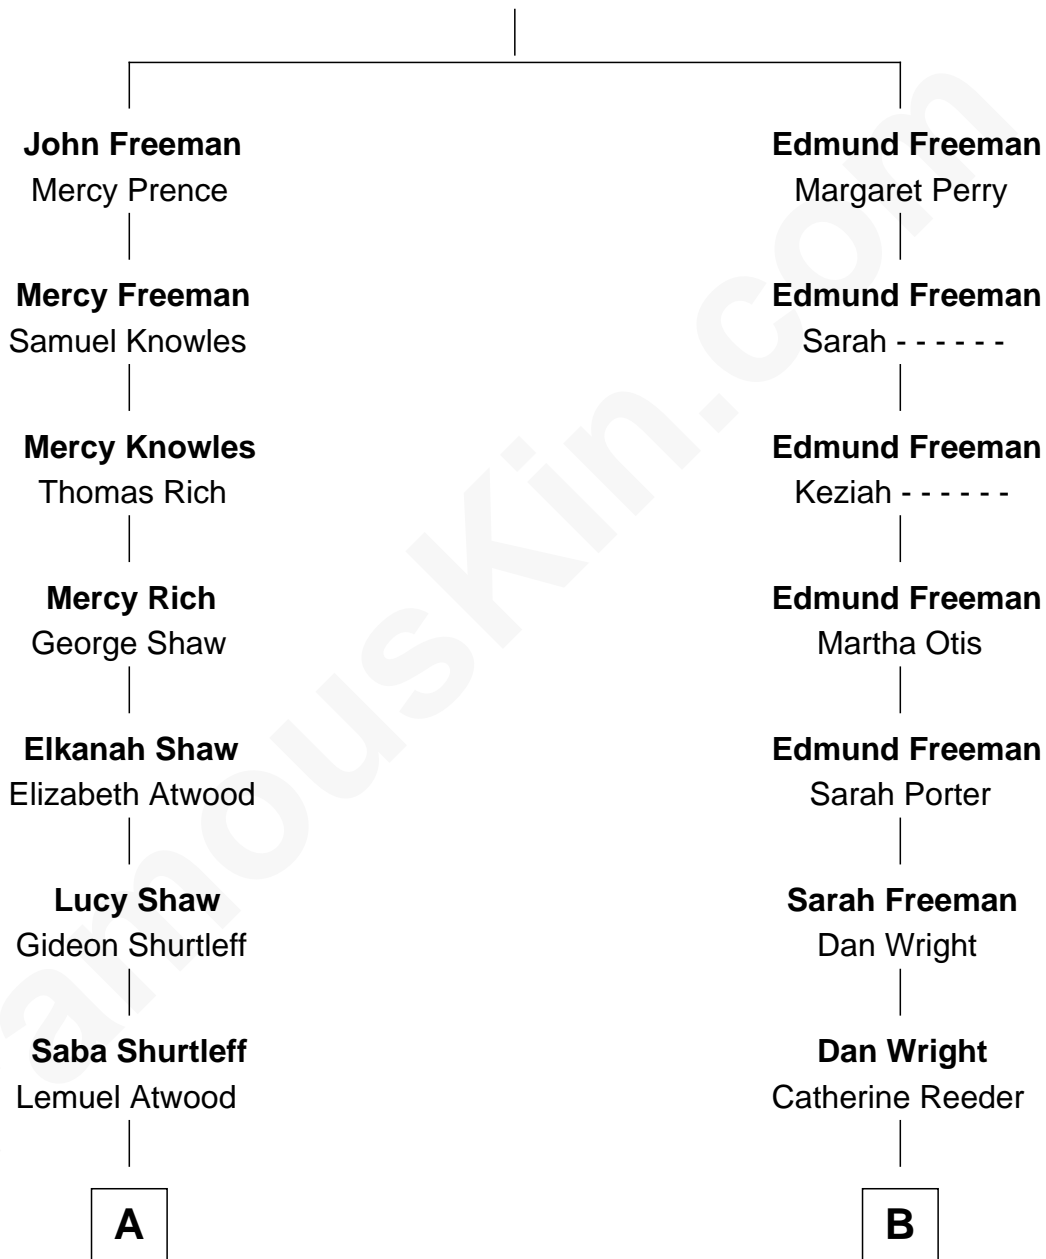 John Freeman
Mercy Prence
Mercy Freeman
Samuel Knowles
Mercy Knowles
Thomas Rich
Mercy Rich
George Shaw
Elkanah Shaw
Elizabeth Atwood
Lucy Shaw
Gideon Shurtleff
Saba Shurtleff
Lemuel Atwood
A
Edmund Freeman
Margaret Perry
Edmund Freeman
Sarah - - - - - -
Edmund Freeman
Keziah - - - - - -
Edmund Freeman
Martha Otis
Edmund Freeman
Sarah Porter
Sarah Freeman
Dan Wright
Dan Wright
Catherine Reeder
B
amousKin.com